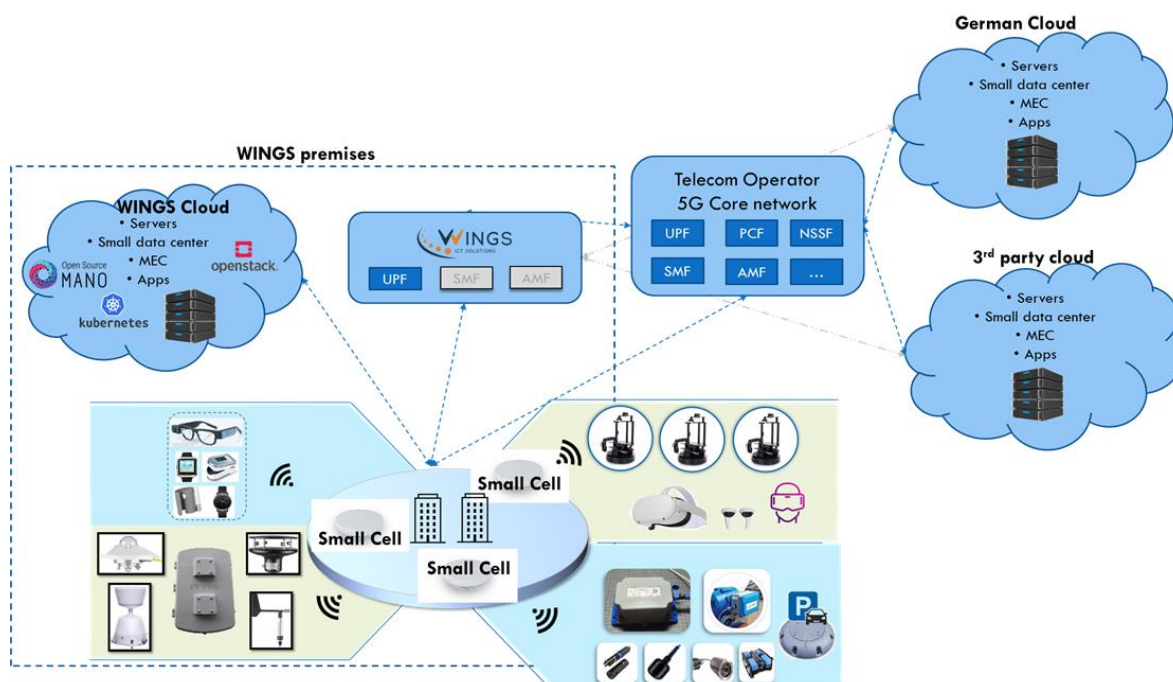 German Cloud
• Servers
• Small data center
• MEC
• Apps
WINGS premises
WINGS Cloud
• Servers
• Small data center
• MEC
• Apps
Open Source
MANO
openstack.
kubernetes
WINGS
ICT SOLUTIONS
UPF
SMF
AMF
Telecom Operator
5G Core network
UPF
PCF
NSSF
SMF
AMF
...
3rd party cloud
• Servers
• Small data center
• MEC
• Apps
Small Cell
Small Cell
Small Cell
P